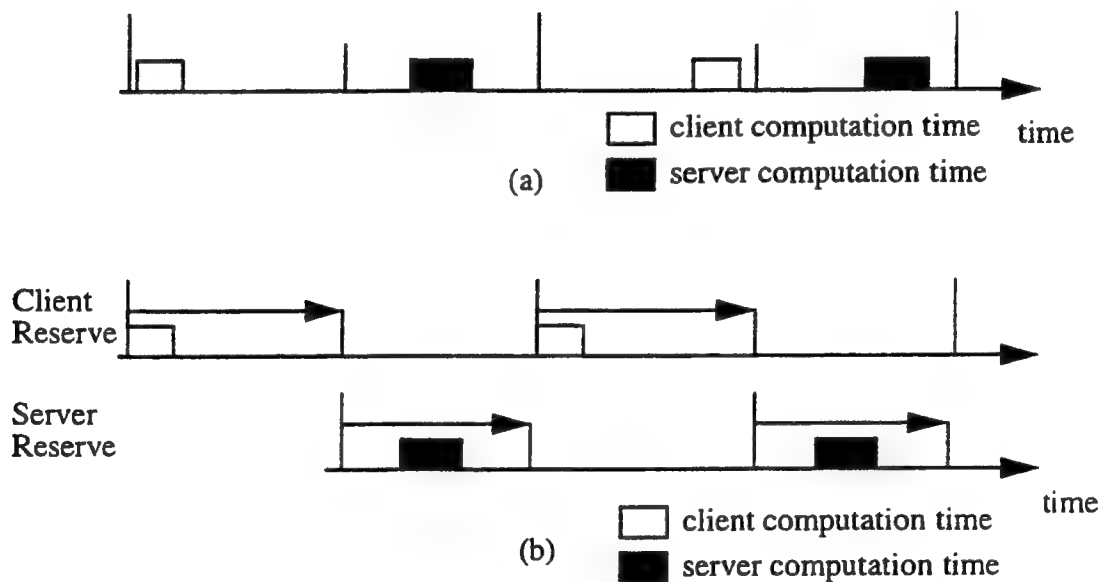 client computation time
time
server computation time
(a)
Client
Reserve
Server
Reserve
time
client computation time
(b)
server computation time